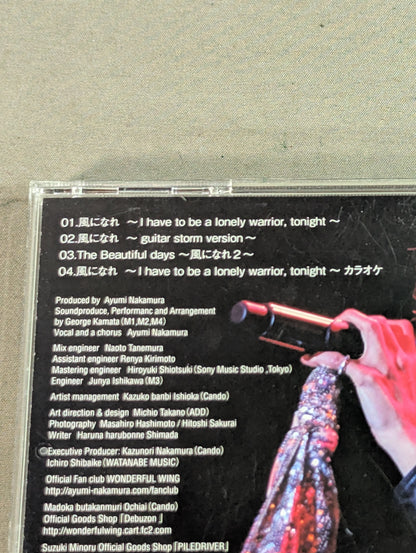 01.風になれ ～I have to be a lonely warrior, tonight～
02.風になれ ～ guitar storm version～
03.The Beautiful days ～風になれ2～
04.風になれ ～I have to be a lonely warrior, tonight～ カラオケ
Produced by Ayumi Nakamura
Soundproduce, Performanc and Arrangement
by George Kamata(M1,M2,M4)
Vocal and a chorus Ayumi Nakamura
Mix engineer Naoto Tanemura
Assistant engineer Renya Kirimoto
Mastering engineer Hiroyuki Shiotsuki(Sony Music Studio ,Tokyo)
Engineer Junya Ishikawa(M3)
Artist management Kazuko banbi Ishioka(Cando)
Art direction & design Michio Takano(ADD)
Photography Masahiro Hashimoto / Hitoshi Sakurai
Writer Haruna harubonne Shimada
Executive Producer: Kazunori Nakamura(Cando)
Ichiro Shibaike(WATANABE MUSIC)
Official Fan club WONDERFUL WING
http://ayumi-nakamura.com/fanclub
Madoka butakanmuri Ochiai(Cando)
Official Goods Shop「Debuzon 」
http://wonderfulwing.cart.fc2.com
Suzuki Minoru Official Goods Shop「PILEDRIVER」